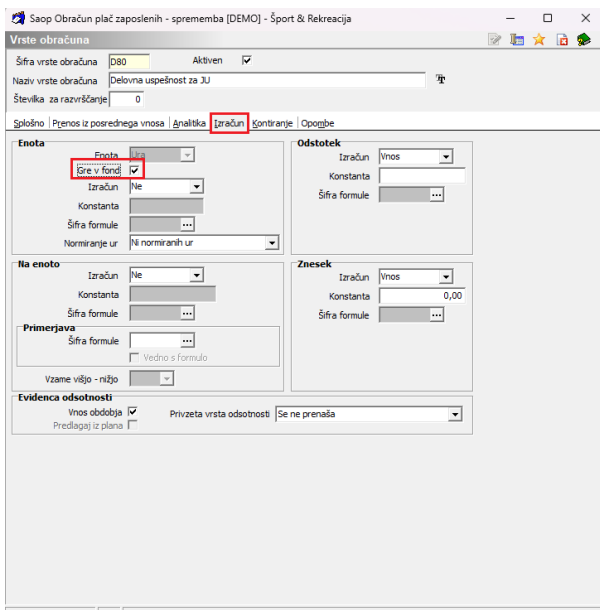 Saop Obračun plač zaposlenih - sprememba [DEMO] - Šport & Rekreacija
Vrste obračuna
Šifra vrste obračuna D80 Aktiven
Naziv vrste obračuna Delovna uspešnost za JU
Številka za razvrščanje 0
Splošno Prenos iz posrednega vnosa Analitika Izračun Kontiranje Opombe
Enota
Enota Ura
Gre v fond
Izračun Ne
Konstanta
Šifra formule ...
Normiranje ur Ni normiranih ur
Odstotek
Izračun Vnos
Konstanta
Šifra formule ...
Na enoto
Izračun Ne
Konstanta
Šifra formule ...
Primerjava
Šifra formule ...
Vedno s formulo
Vzame višjo - nižjo
Znesek
Izračun Vnos
Konstanta 0,00
Šifra formule ...
Evidenca odsotnosti
Vnos obdobja Privzeta vrsta odsotnosti Se ne prenaša
Predlagaj iz plana